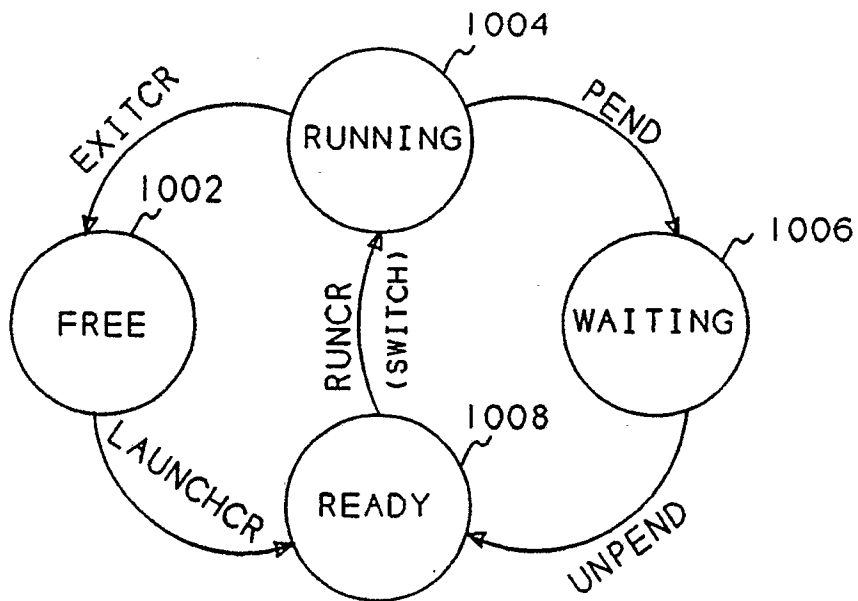 1004
EXITCR
RUNNING
PEND
1002
1006
FREE
RUNCR
(SWITCH)
WAITING
1008
LAUNCHCR
READY
UNPEND